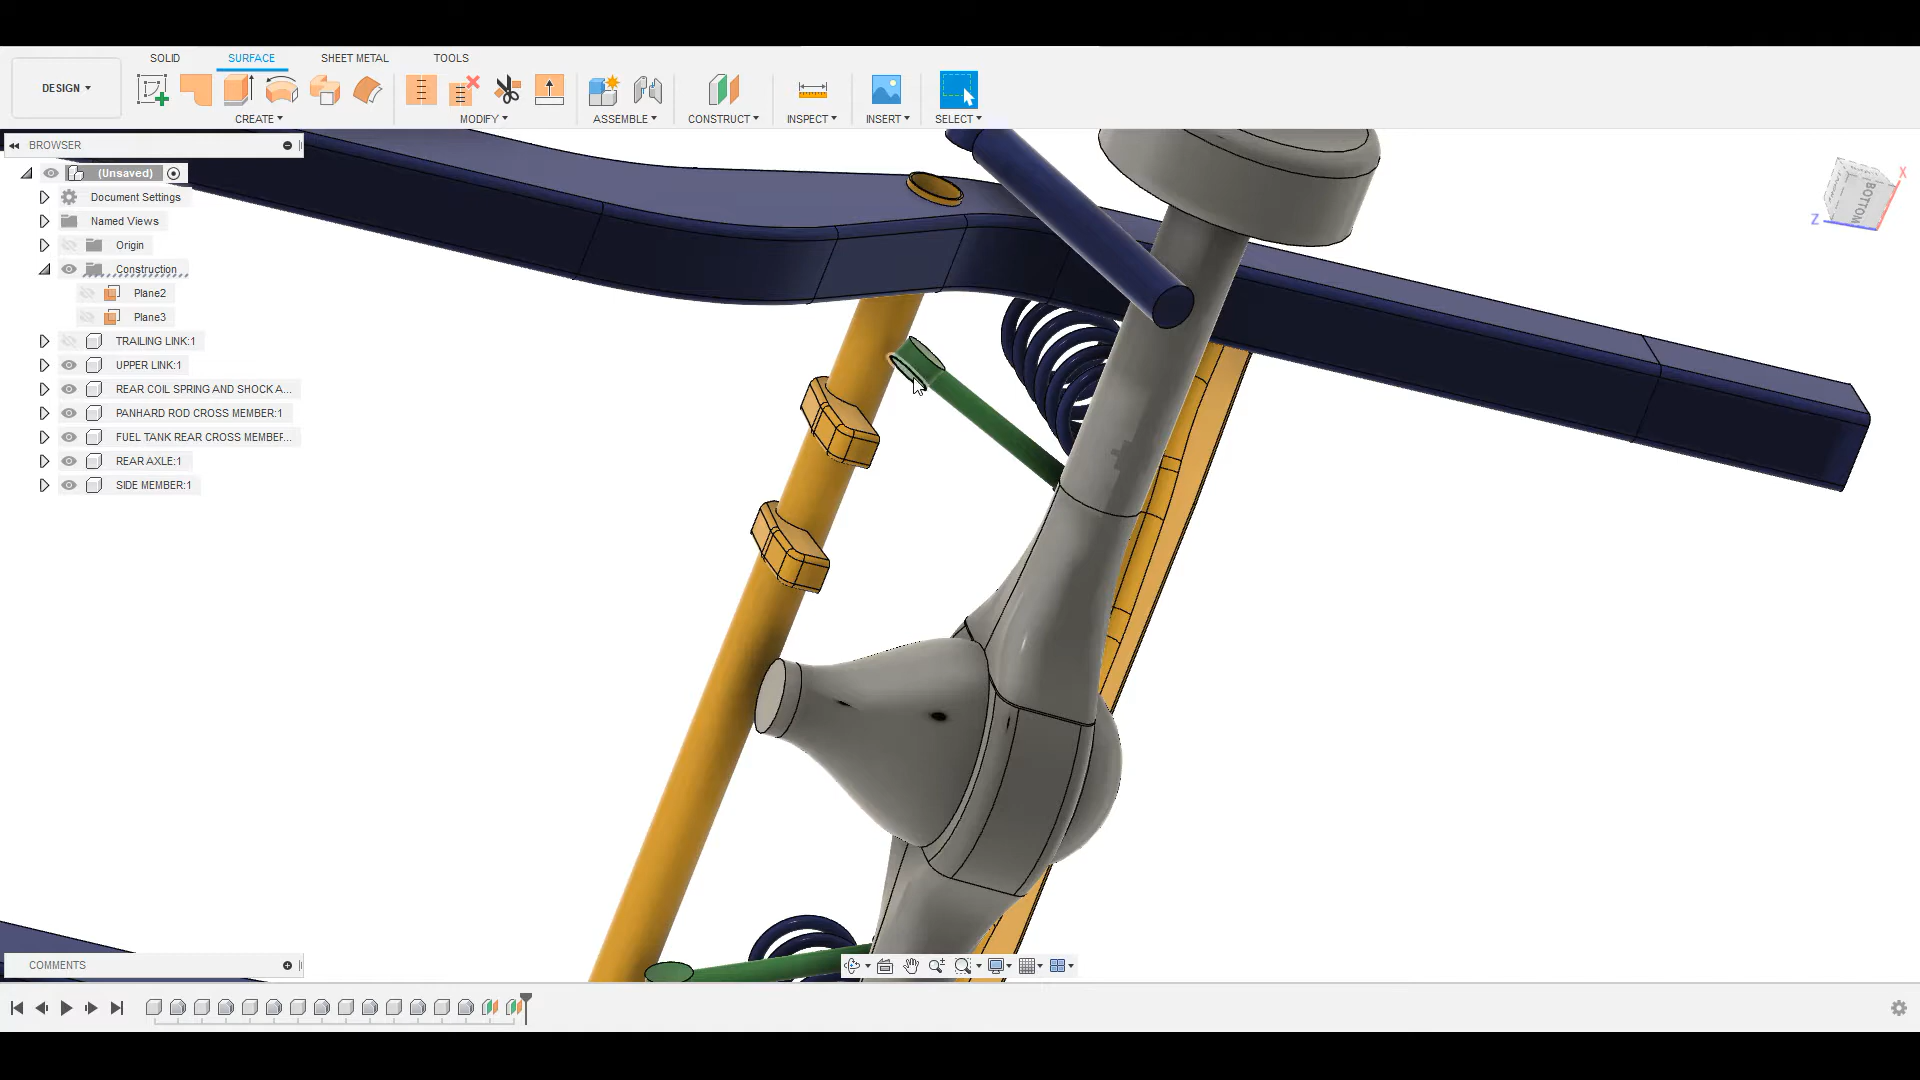 SOLID SURFACE SHEET METAL TOOLS
DESIGN
CREATE MODIFY ASSEMBLE CONSTRUCT INSPECT INSERT SELECT
BROWSER
(Unsaved)
Document Settings
Named Views
Origin
Construction
Plane2
Plane3
TRAILING LINK:1
UPPER LINK:1
REAR COIL SPRING AND SHOCK A...
PANHARD ROD CROSS MEMBER:1
FUEL TANK REAR CROSS MEMBER...
REAR AXLE:1
SIDE MEMBER:1
X
BOTTOM
Z
COMMENTS